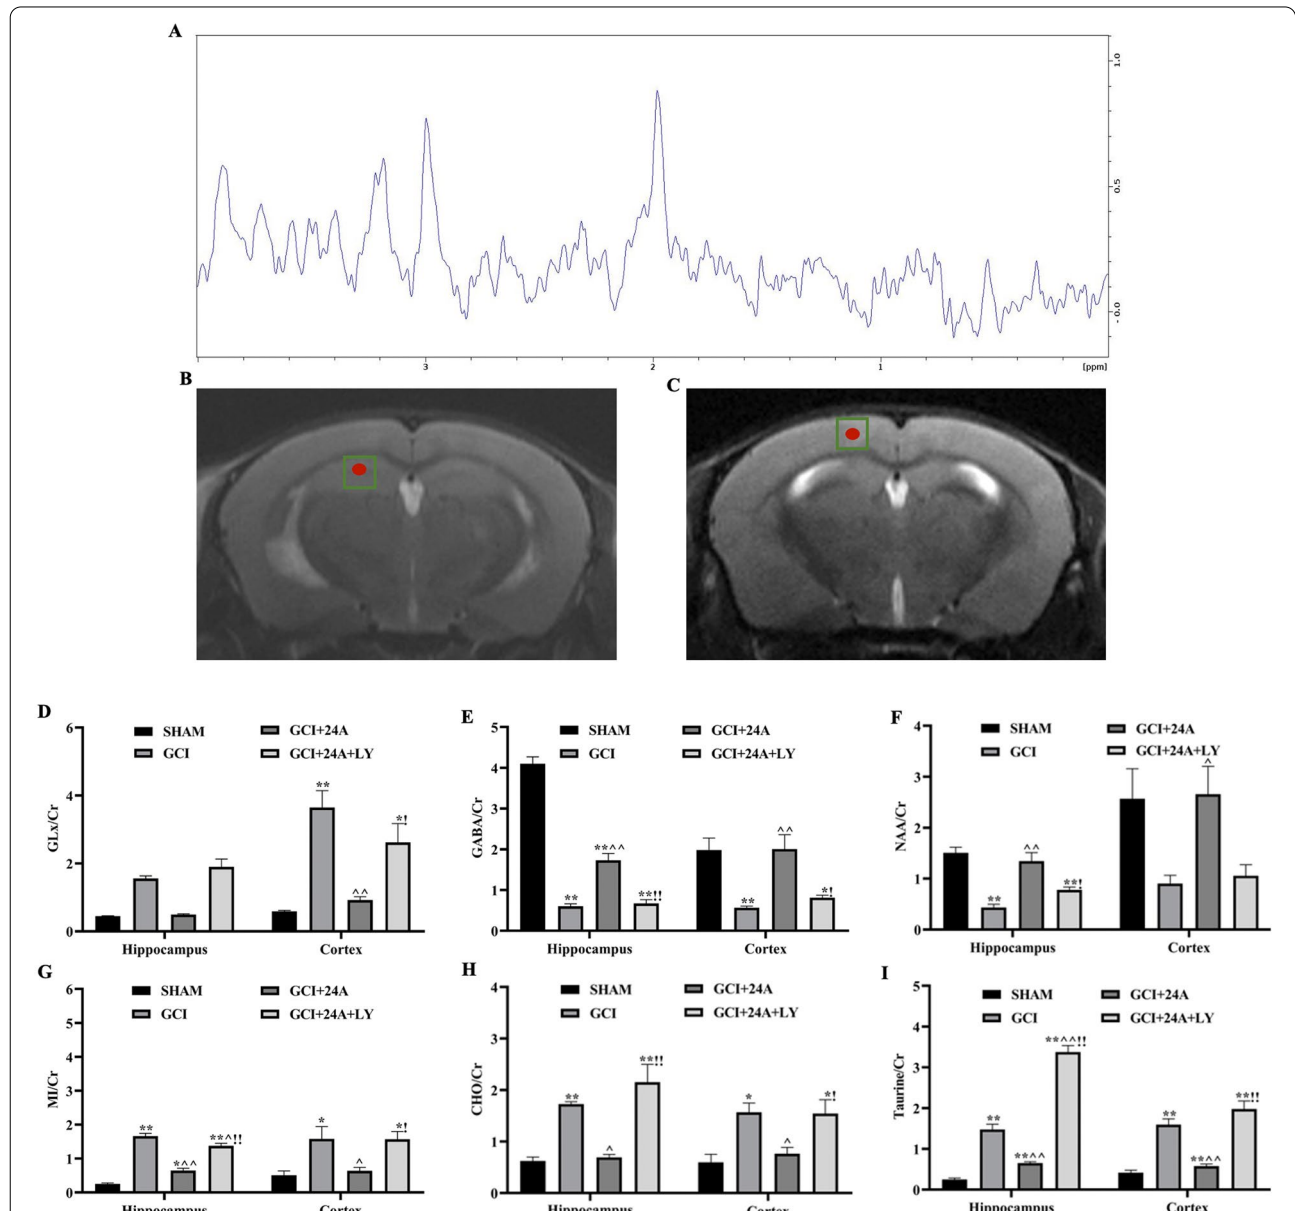 A
1.0
0.5
- 0.0
3
2
1
[ppm]
B
C
D
6
4
2
0
GLx/Cr
SHAM
GCI
GCI+24A
GCI+24A+LY
**
^^
*!
Hippocampus
Cortex
E
5
4
3
2
1
0
GABA/Cr
SHAM
GCI
GCI+24A
GCI+24A+LY
**
**^^
**!!
**
^^
*!
Hippocampus
Cortex
F
4
3
2
1
0
NAA/Cr
SHAM
GCI
GCI+24A
GCI+24A+LY
**
^^
**!
^
Hippocampus
Cortex
G
6
5
4
3
2
1
0
MI/Cr
SHAM
GCI
GCI+24A
GCI+24A+LY
**
*^^
**^!!
*
^
*!
Hippocampus
Cortex
H
4
3
2
1
0
CHO/Cr
SHAM
GCI
GCI+24A
GCI+24A+LY
**
^
**!!
*
^
*!
Hippocampus
Cortex
I
5
4
3
2
1
0
Taurine/Cr
SHAM
GCI
GCI+24A
GCI+24A+LY
**
**^^
**^^!!
**
**^^
**!!
Hippocampus
Cortex